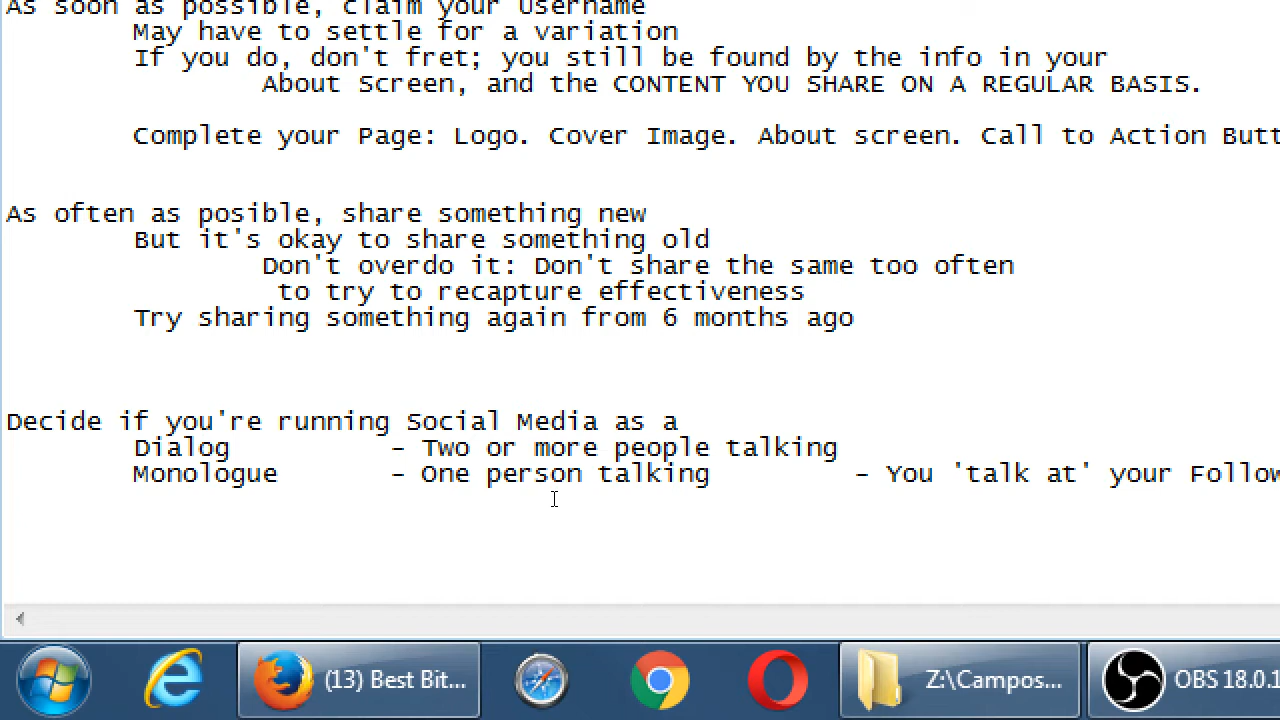 As soon as possible, claim your Username
May have to settle for a variation
If you do, don't fret; you still be found by the info in your
About Screen, and the CONTENT YOU SHARE ON A REGULAR BASIS.
Complete your Page: Logo. Cover Image. About screen. Call to Action Butt
As often as posible, share something new
But it's okay to share something old
Don't overdo it: Don't share the same too often
to try to recapture effectiveness
Try sharing something again from 6 months ago
Decide if you're running Social Media as a
Dialog - Two or more people talking
Monologue - One person talking - You 'talk at' your Follow
(13) Best Bit... Z:\Campos... OBS 18.0.1